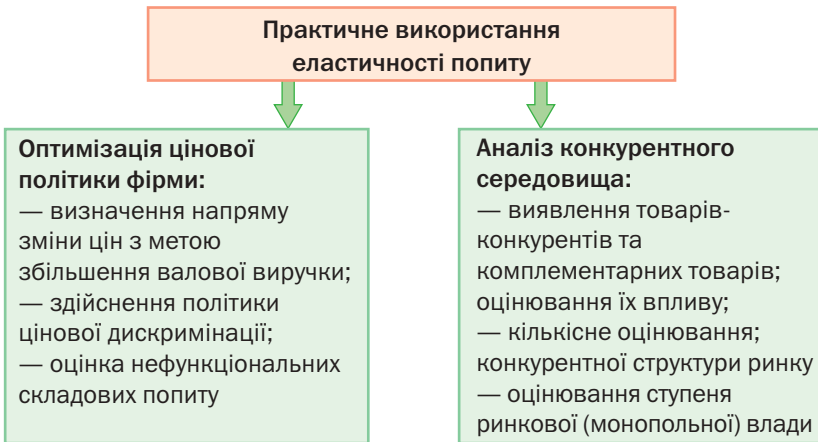 Практичне використання
еластичності попиту
Оптимізація цінової
політики фірми:
— визначення напряму
зміни цін з метою
збільшення валової виручки;
— здійснення політики
цінової дискримінації;
— оцінка нефункціональних
складових попиту
Аналіз конкурентного
середовища:
— виявлення товарів-
конкурентів та
комплементарних товарів;
оцінювання їх впливу;
— кількісне оцінювання;
конкурентної структури ринку
— оцінювання ступеня
ринкової (монопольної) влади